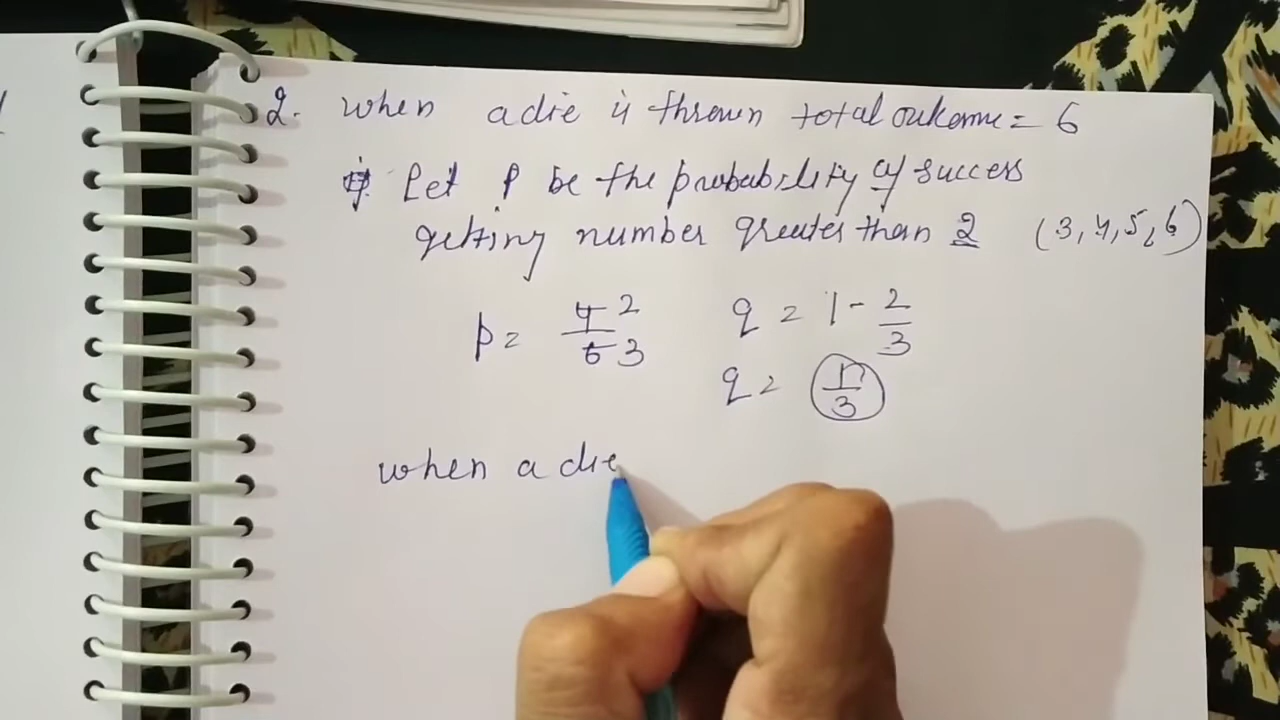 2. when a die is thrown total outcome = 6
i) Let P be the probability of success
getting number greater than 2 (3,4,5,6)
p = 4/6 2/3 q = 1 - 2/3
q = 1/3
when a die